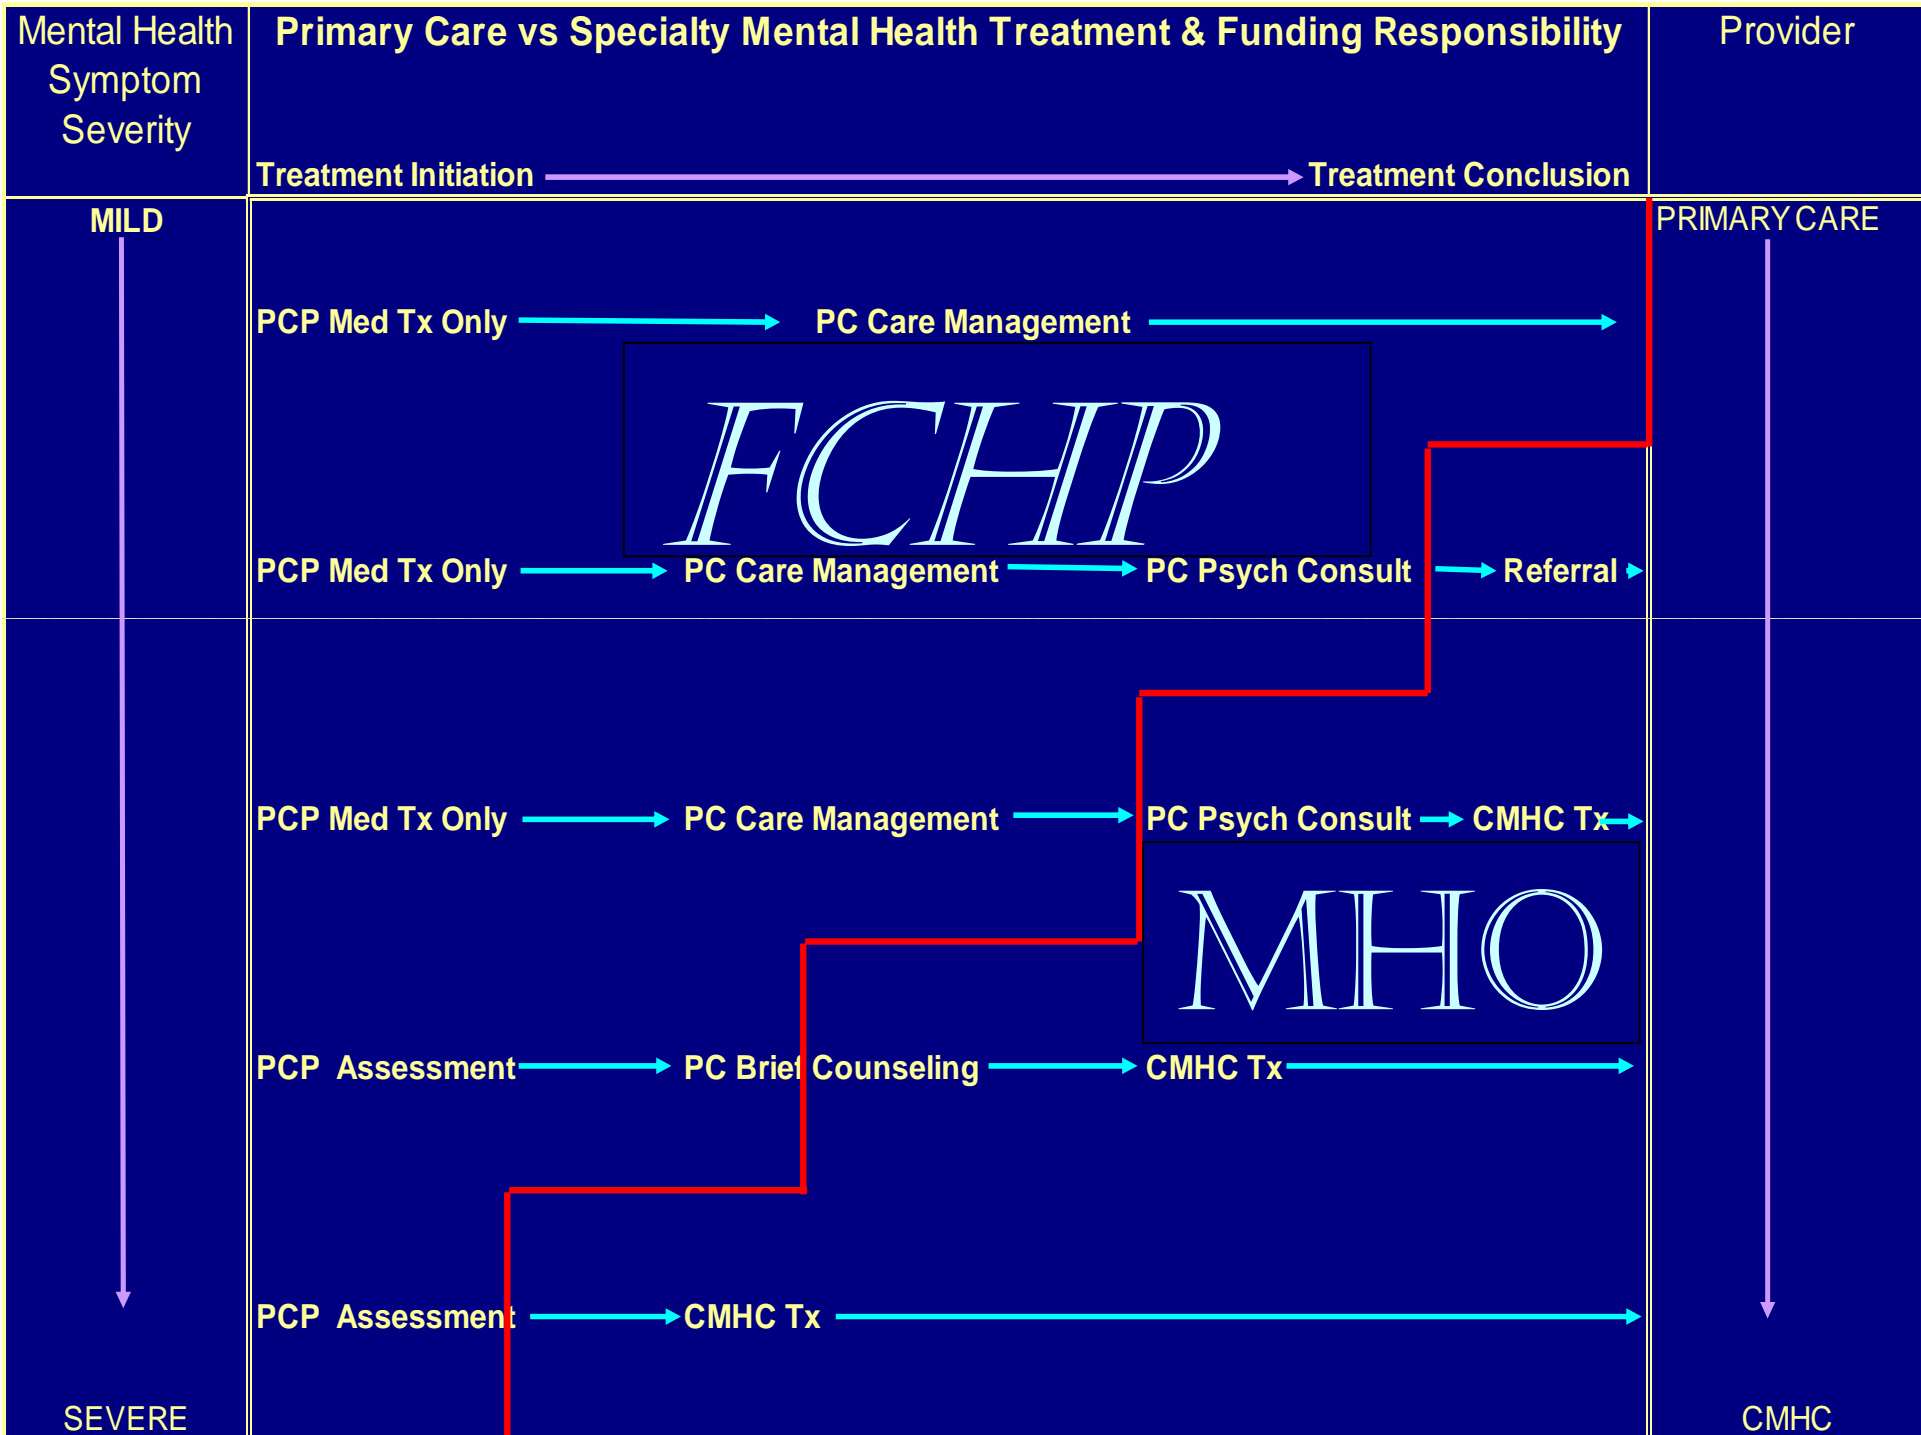 Mental Health
Symptom
Severity
Primary Care vs Specialty Mental Health Treatment & Funding Responsibility
Provider
Treatment Initiation Treatment Conclusion
MILD
PRIMARY CARE
PCP Med Tx Only PC Care Management
FCHP
PCP Med Tx Only PC Care Management PC Psych Consult Referral
PCP Med Tx Only PC Care Management PC Psych Consult CMHC Tx
MHO
PCP Assessment PC Brief Counseling CMHC Tx
PCP Assessment CMHC Tx
SEVERE
CMHC